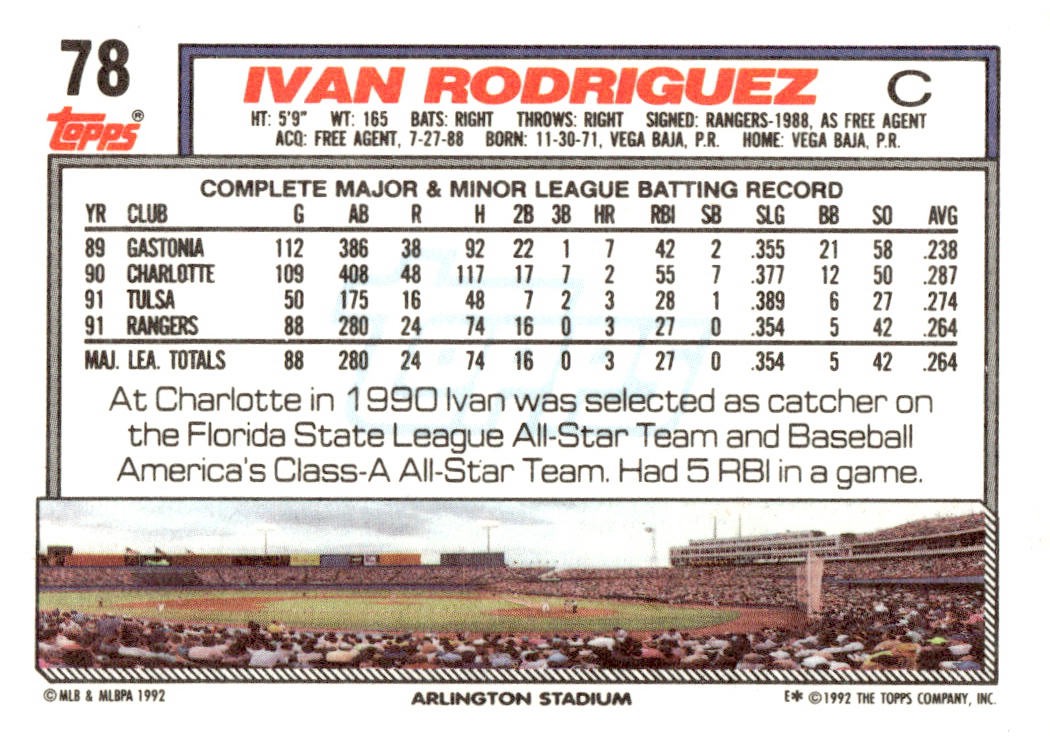 78
Topps®
IVAN RODRIGUEZ C
HT: 5'9" WT: 165 BATS: RIGHT THROWS: RIGHT SIGNED: RANGERS-1988, AS FREE AGENT
ACQ: FREE AGENT, 7-27-88 BORN: 11-30-71, VEGA BAJA, P.R. HOME: VEGA BAJA, P.R.
COMPLETE MAJOR & MINOR LEAGUE BATTING RECORD
YR CLUB G AB R H 2B 3B HR RBI SB SLG BB SO AVG
89 GASTONIA 112 386 38 92 22 1 7 42 2 .355 21 58 .238
90 CHARLOTTE 109 408 48 117 17 7 2 55 7 .377 12 50 .287
91 TULSA 50 175 16 48 7 2 3 28 1 .389 6 27 .274
91 RANGERS 88 280 24 74 16 0 3 27 0 .354 5 42 .264
MAJ. LEA. TOTALS 88 280 24 74 16 0 3 27 0 .354 5 42 .264
At Charlotte in 1990 Ivan was selected as catcher on
the Florida State League All-Star Team and Baseball
America's Class-A All-Star Team. Had 5 RBI in a game.
© MLB & MLBPA 1992 ARLINGTON STADIUM E* © 1992 THE TOPPS COMPANY, INC.